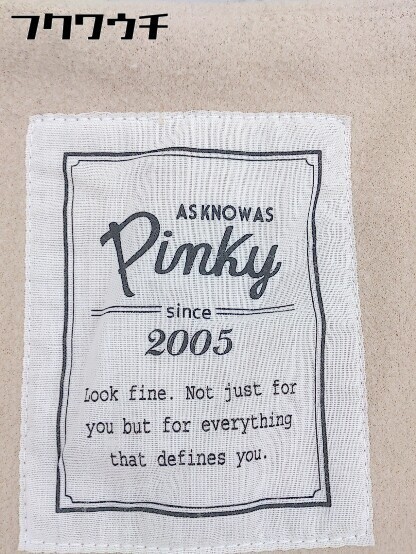 フクワウチ
ASKNOWAS
Pinky
since
2005
Look fine. Not just for
you but for everything
that defines you.